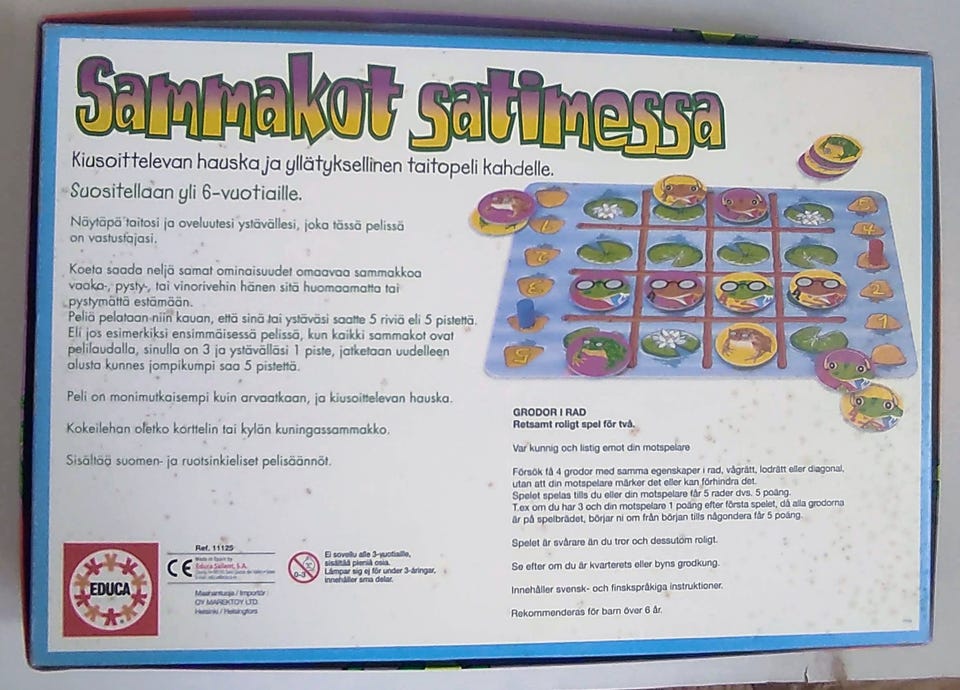 Sammakot satimessa
Kiusoittelevan hauska ja yllätyksellinen taitopeli kahdelle.
Suositellaan yli 6-vuotiaille.
Näytäpä taitosi ja oveluutesi ystävällesi, joka tässä pelissä
on vastustajasi.
Koeta saada neljä samat ominaisuudet omaavaa sammakkoa
vaaka-, pysty-, tai vinorivehin hänen sitä huomaamatta tai
pystymättä estämään.
Peliä pelataan niin kauan, että sinä tai ystäväsi saatte 5 riviä eli 5 pistettä.
Eli jos esimerkiksi ensimmäisessä pelissä, kun kaikki sammakot ovat
pelilaudalla, sinulla on 3 ja ystävälläsi 1 piste, jatketaan uudelleen
alusta kunnes jompikumpi saa 5 pistettä.
Peli on monimutkaisempi kuin arvaatkaan, ja kiusoittelevan hauska.
Kokeilehan oletko korttelin tai kylän kuningassammakko.
Sisältää suomen- ja ruotsinkieliset pelisäännöt.
GRODOR I RAD
Retsamt roligt spel för två.
Var kunnig och listig emot din motspelare
Försök få 4 grodor med samma egenskaper i rad, vågrätt, lodrätt eller diagonal,
utan att din motspelare märker det eller kan förhindra det.
Spelet spelas tills du eller din motspelare får 5 rader dvs. 5 poäng.
T.ex om du har 3 och din motspelare 1 poäng efter första spelet, då alla grodorna
är på spelbrädet, börjar ni om från början tills någondera får 5 poäng.
Spelet är svårare än du tror och dessutom roligt.
Se efter om du är kvarterets eller byns grodkung.
Innehåller svensk- och finskspråkiga instruktioner.
Rekommenderas för barn över 6 år.
EDUCA
Ref. 11125
CE
Made in Spain by
Educa Sallent, S.A.
Maahantuoja / Importör :
OY MAREKTOY LTD.
Helsinki / Helsingfors
0-3
Ei sovellu alle 3-vuotiaille,
sisältää pieniä osia.
Lämpar sig ej för under 3-åringar,
innehåller sma delar.